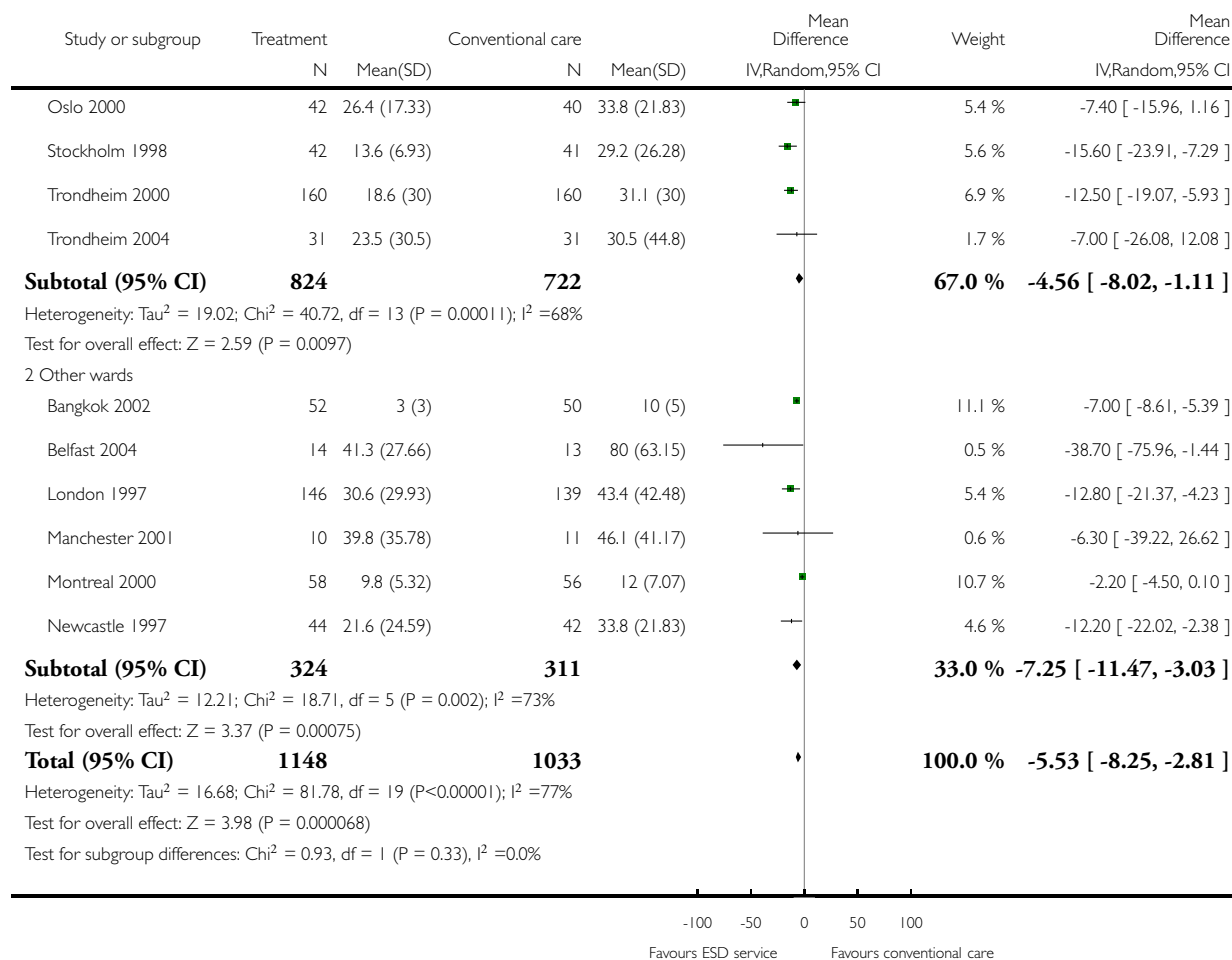 Study or subgroup Treatment Conventional care Mean Difference Weight Mean Difference
N Mean(SD) N Mean(SD) IV,Random,95% CI IV,Random,95% CI
Oslo 2000 42 26.4 (17.33) 40 33.8 (21.83) 5.4 % -7.40 [ -15.96, 1.16 ]
Stockholm 1998 42 13.6 (6.93) 41 29.2 (26.28) 5.6 % -15.60 [ -23.91, -7.29 ]
Trondheim 2000 160 18.6 (30) 160 31.1 (30) 6.9 % -12.50 [ -19.07, -5.93 ]
Trondheim 2004 31 23.5 (30.5) 31 30.5 (44.8) 1.7 % -7.00 [ -26.08, 12.08 ]
Subtotal (95% CI) 824 722 67.0 % -4.56 [ -8.02, -1.11 ]
Heterogeneity: Tau² = 19.02; Chi² = 40.72, df = 13 (P = 0.00011); I² =68%
Test for overall effect: Z = 2.59 (P = 0.0097)
2 Other wards
Bangkok 2002 52 3 (3) 50 10 (5) 11.1 % -7.00 [ -8.61, -5.39 ]
Belfast 2004 14 41.3 (27.66) 13 80 (63.15) 0.5 % -38.70 [ -75.96, -1.44 ]
London 1997 146 30.6 (29.93) 139 43.4 (42.48) 5.4 % -12.80 [ -21.37, -4.23 ]
Manchester 2001 10 39.8 (35.78) 11 46.1 (41.17) 0.6 % -6.30 [ -39.22, 26.62 ]
Montreal 2000 58 9.8 (5.32) 56 12 (7.07) 10.7 % -2.20 [ -4.50, 0.10 ]
Newcastle 1997 44 21.6 (24.59) 42 33.8 (21.83) 4.6 % -12.20 [ -22.02, -2.38 ]
Subtotal (95% CI) 324 311 33.0 % -7.25 [ -11.47, -3.03 ]
Heterogeneity: Tau² = 12.21; Chi² = 18.71, df = 5 (P = 0.002); I² =73%
Test for overall effect: Z = 3.37 (P = 0.00075)
Total (95% CI) 1148 1033 100.0 % -5.53 [ -8.25, -2.81 ]
Heterogeneity: Tau² = 16.68; Chi² = 81.78, df = 19 (P<0.00001); I² =77%
Test for overall effect: Z = 3.98 (P = 0.000068)
Test for subgroup differences: Chi² = 0.93, df = 1 (P = 0.33), I² =0.0%
-100 -50 0 50 100
Favours ESD service Favours conventional care